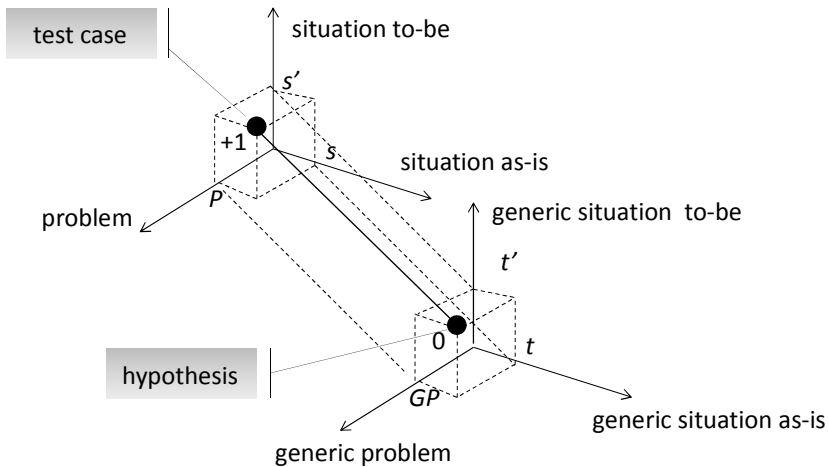 test case
situation to-be
s'
+1
s
situation as-is
P
problem
generic situation to-be
t'
0
t
hypothesis
GP
generic situation as-is
generic problem